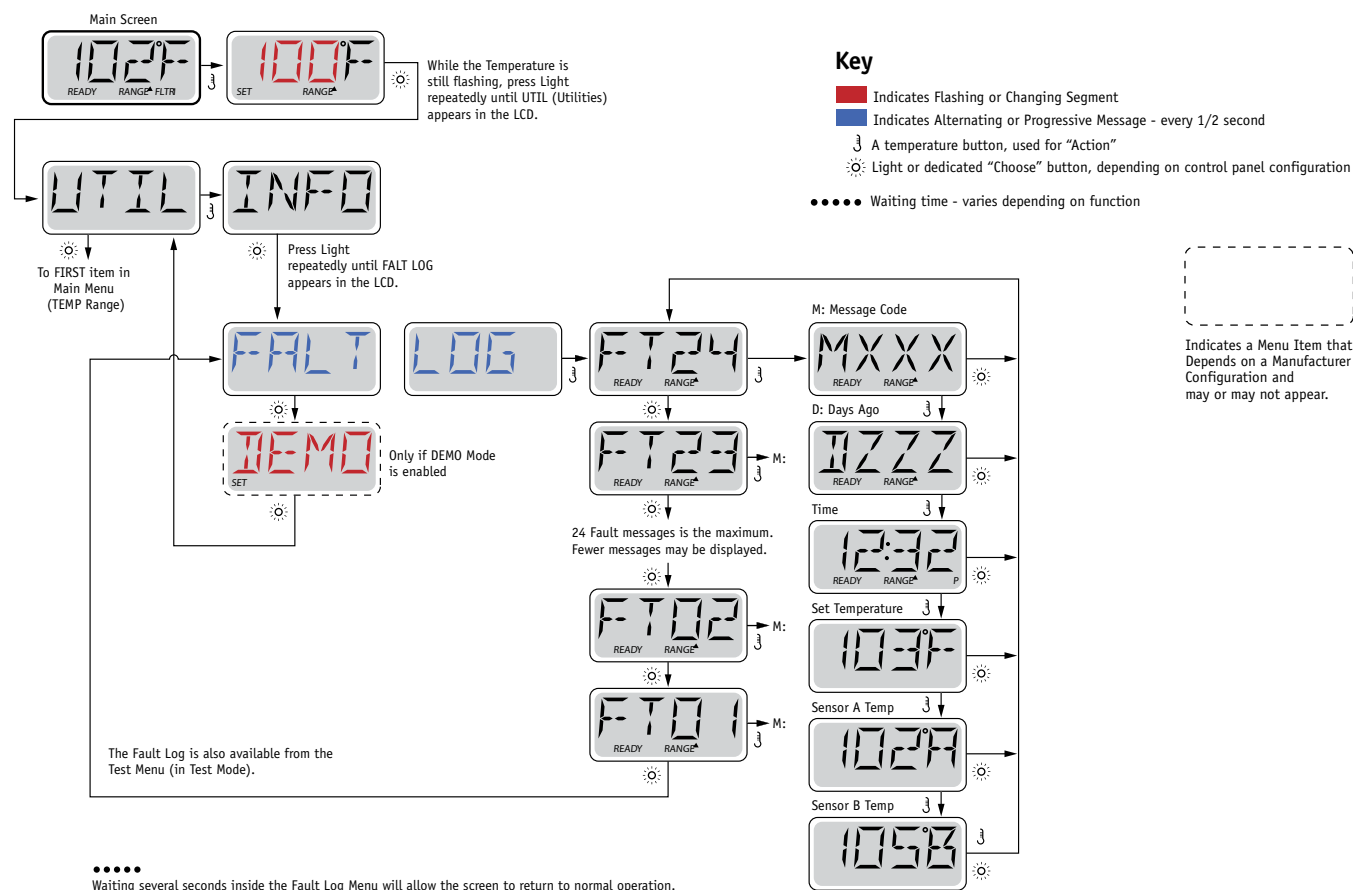 Main Screen
102°F
READY RANGE FLTR1
100°F
SET RANGE
While the Temperature is
still flashing, press Light
repeatedly until UTIL (Utilities)
appears in the LCD.
Key
Indicates Flashing or Changing Segment
Indicates Alternating or Progressive Message - every 1/2 second
A temperature button, used for “Action”
Light or dedicated “Choose” button, depending on control panel configuration
Waiting time - varies depending on function
UTIL
INFO
To FIRST item in
Main Menu
(TEMP Range)
Press Light
repeatedly until FALT LOG
appears in the LCD.
Indicates a Menu Item that
Depends on a Manufacturer
Configuration and
may or may not appear.
FALT
LOG
FT24
READY RANGE
M: Message Code
MXXX
READY RANGE
DEMO
SET
Only if DEMO Mode
is enabled
FT23
READY RANGE
M:
D: Days Ago
DZZZ
READY RANGE
24 Fault messages is the maximum.
Fewer messages may be displayed.
Time
12:32
READY RANGE P
FT02
READY RANGE
M:
Set Temperature
103°F
FT01
READY RANGE
M:
Sensor A Temp
102°A
The Fault Log is also available from the
Test Menu (in Test Mode).
Sensor B Temp
105°B
Waiting several seconds inside the Fault Log Menu will allow the screen to return to normal operation.